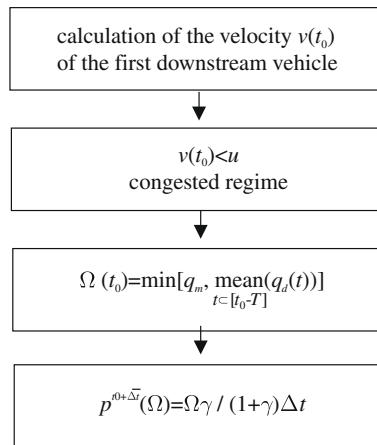 calculation of the velocity v(t₀)
of the first downstream vehicle
v(t₀)<u
congested regime
Ω (t₀)=min[qₘ, mean(q_d(t))]
t⊂[t₀-T]
p^{t0+Δt̅}(Ω)=Ωγ / (1+γ)Δt